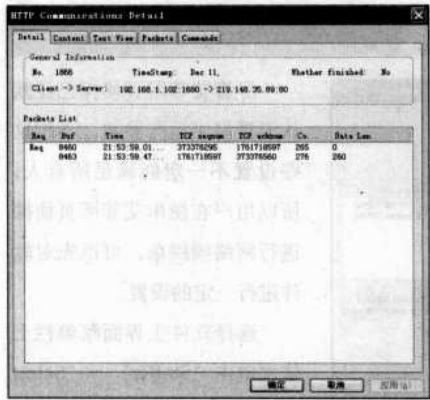 HTTP Communications Detail
Detail Content Text View Packets Commands
General Information
No. 1866 TimeStamp: Dec 11, Whether finished: No
Client -> Server: 192.168.1.102:1680 -> 219.148.35.89:80
Packets List
Req Buf... Time TCP seqnum TCP acknum Co... Data Len
Req 8460 21:53:59.01... 373376295 1761718597 265 0
8463 21:53:59.47... 1761718597 373376560 276 260
确定 取消 应用(a)